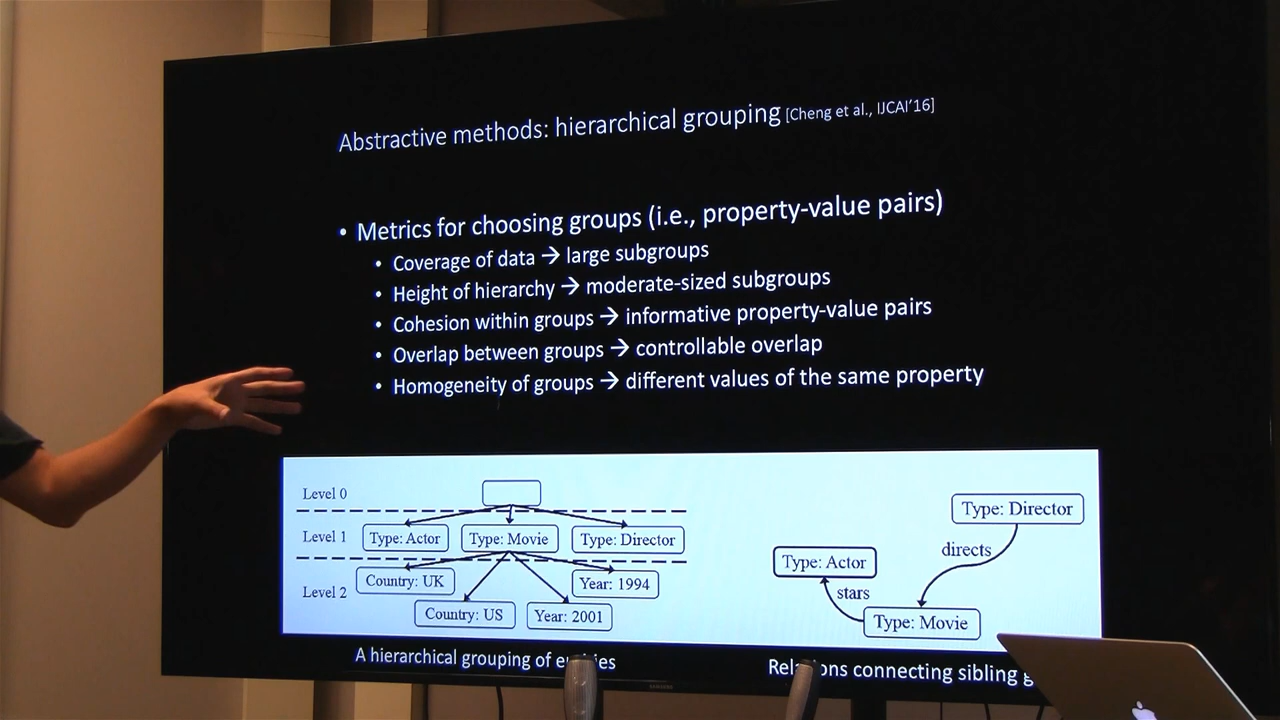 Abstractive methods: hierarchical grouping [Cheng et al., IJCAI'16]
• Metrics for choosing groups (i.e., property-value pairs)
• Coverage of data → large subgroups
• Height of hierarchy → moderate-sized subgroups
• Cohesion within groups → informative property-value pairs
• Overlap between groups → controllable overlap
• Homogeneity of groups → different values of the same property
Level 0
Level 1
Type: Actor
Type: Movie
Type: Director
Level 2
Country: UK
Year: 1994
Country: US
Year: 2001
A hierarchical grouping of
Type: Director
directs
Type: Actor
stars
Type: Movie
connecting sibling
SAMSUNG